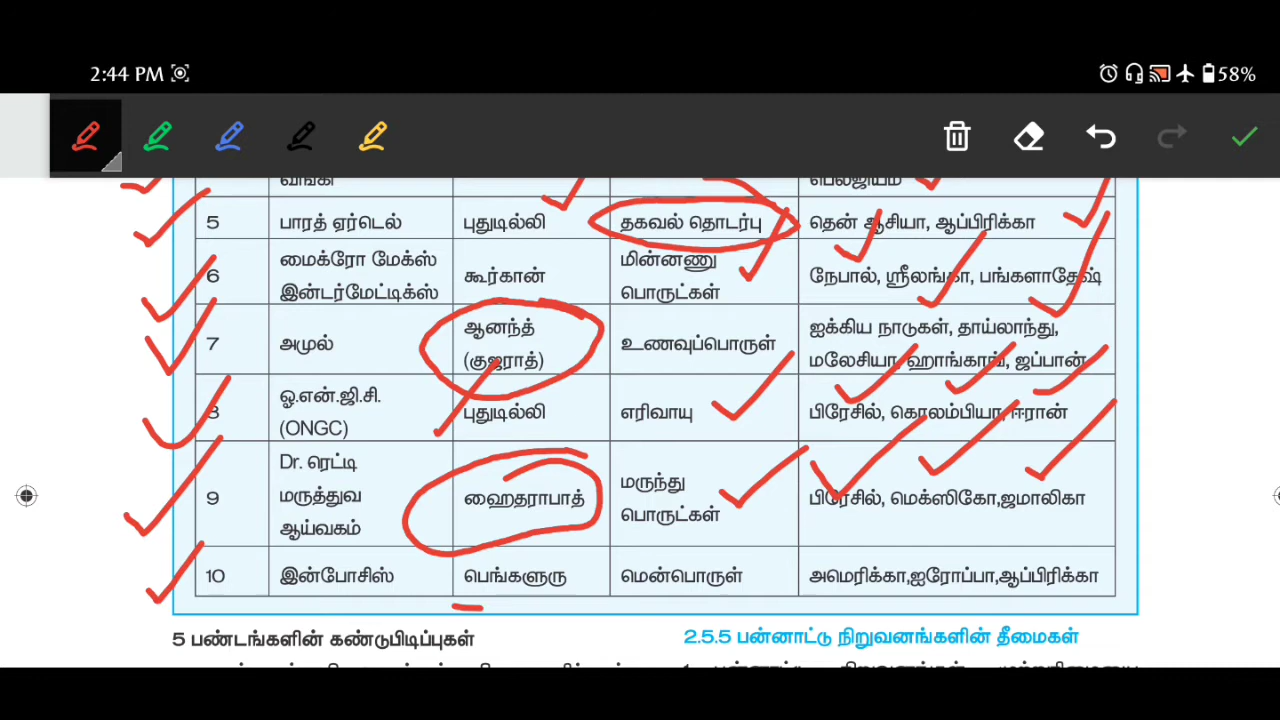 2:44 PM 58%
வங்கி பெல்ஜியம்
5 பாரத் ஏர்டெல் புதுடில்லி தகவல் தொடர்பு தென் ஆசியா, ஆப்பிரிக்கா
6 மைக்ரோ மேக்ஸ் இன்டர்மேட்டிக்ஸ் கூர்கான் மின்னணு பொருட்கள் நேபால், ஸ்ரீலங்கா, பங்களாதேஷ்
7 அமுல் ஆனந்த் (குஜராத்) உணவுப்பொருள் ஐக்கிய நாடுகள், தாய்லாந்து, மலேசியா, ஹாங்காங், ஜப்பான்
8 ஓ.என்.ஜி.சி. (ONGC) புதுடில்லி எரிவாயு பிரேசில், கொலம்பியா, ஈரான்
9 Dr. ரெட்டி மருத்துவ ஆய்வகம் ஹைதராபாத் மருந்து பொருட்கள் பிரேசில், மெக்ஸிகோ,ஜமாலிகா
10 இன்போசிஸ் பெங்களுரு மென்பொருள் அமெரிக்கா,ஐரோப்பா,ஆப்பிரிக்கா
5 பண்டங்களின் கண்டுபிடிப்புகள்
2.5.5 பன்னாட்டு நிறுவனங்களின் தீமைகள்